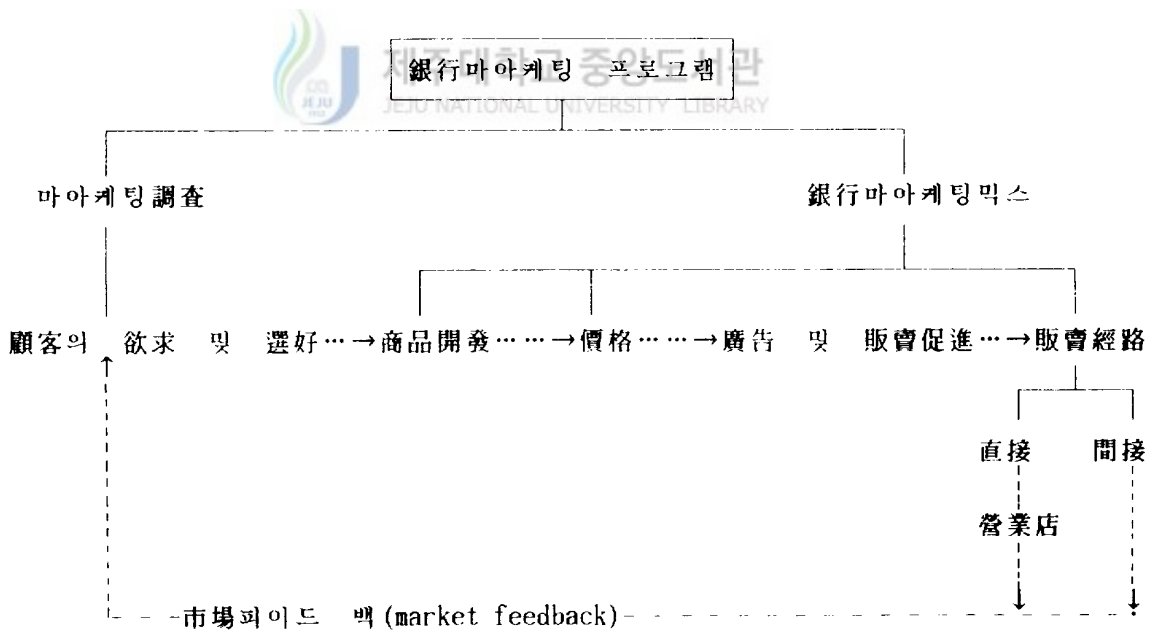 제주대학교 중앙도서관
JEJU NATIONAL UNIVERSITY LIBRARY
JEJU
1952
銀行마아케팅 프로그램
마아케팅調査 銀行마아케팅믹스
顧客의 欲求 및 選好…→商品開發……→價格……→廣告 및 販賣促進…→販賣經路
直接 間接
營業店
市場피이드 백(market feedback)